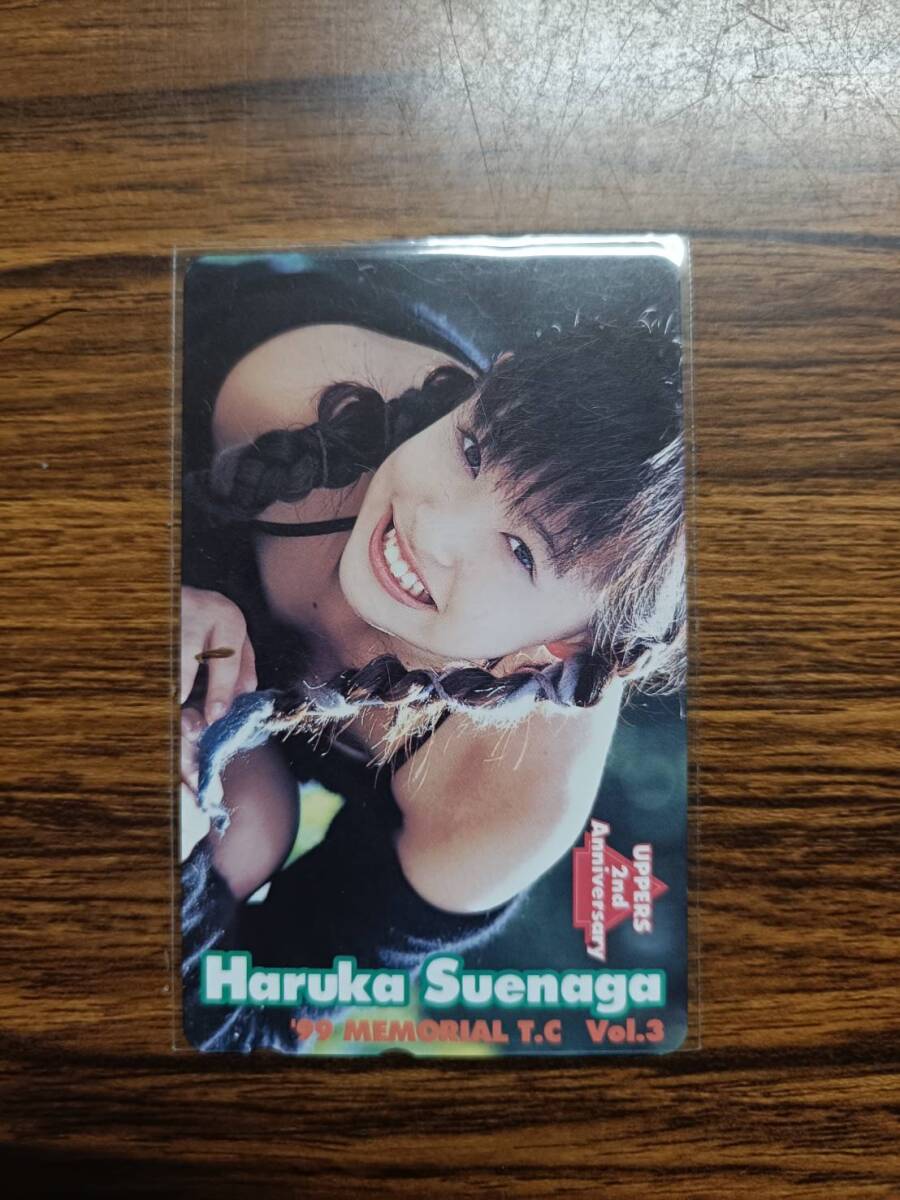 UPPERS
2nd
Anniversary
Haruka Suenaga
'99 MEMORIAL T.C Vol.3